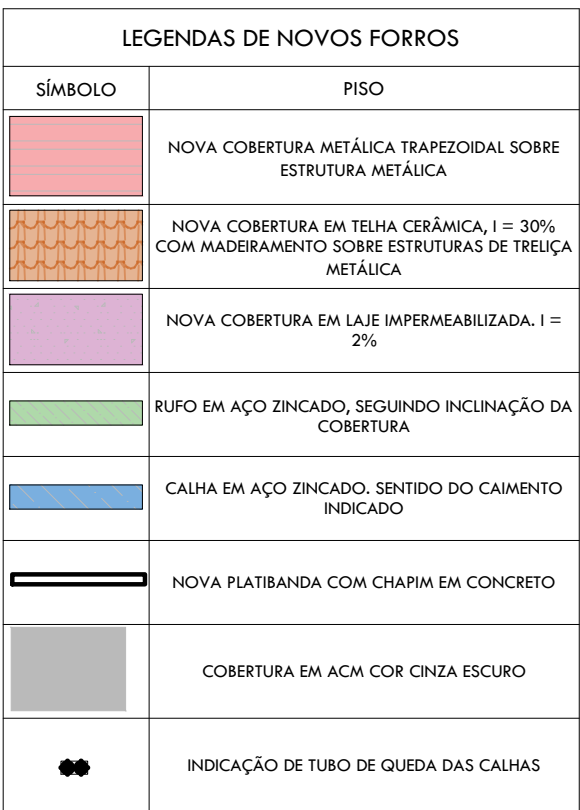 LEGENDAS DE NOVOS FORROS
SÍMBOLO
PISO
NOVA COBERTURA METÁLICA TRAPEZOIDAL SOBRE
ESTRUTURA METÁLICA
NOVA COBERTURA EM TELHA CERÂMICA, I = 30%
COM MADEIRAMENTO SOBRE ESTRUTURAS DE TRELIÇA
METÁLICA
NOVA COBERTURA EM LAJE IMPERMEABILIZADA. I =
2%
RUFO EM AÇO ZINCADO, SEGUINDO INCLINAÇÃO DA
COBERTURA
CALHA EM AÇO ZINCADO. SENTIDO DO CAIMENTO
INDICADO
NOVA PLATIBANDA COM CHAPIM EM CONCRETO
COBERTURA EM ACM COR CINZA ESCURO
INDICAÇÃO DE TUBO DE QUEDA DAS CALHAS